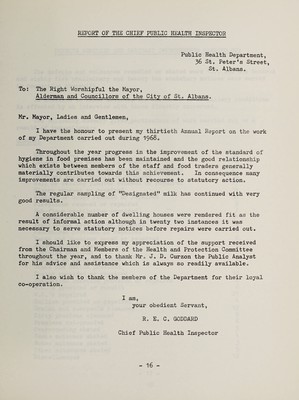 REPORT OF THE CHIEF PUBLIC HEALTH INSPECTOR
Public Health Department,
36 St. Peter's Street,
St. Albans.
To: The Right Worshipful the Mayor,
Alderman and Councillors of the City of St. Albans.
Mr. Mayor, Ladies and Gentlemen,
I have the honour to present my thirtieth Annual Report on the work
of my Department carried out during 1968.
Throughout the year progress in the improvement of the standard of
hygiene in food premises has been maintained and the good relationship
which exists between members of the staff and food traders generally
materially contributes towards this achievement. In consequence many
improvements are carried out without recourse to statutory action.
The regular sampling of "Designated" milk has continued with very
good results.
A considerable number of dwelling houses were rendered fit as the
result of informal action although in twenty two instances it was
necessary to serve statutory notices before repairs were carried out.
I should like to express my appreciation of the support received
from the Chairman and Members of the Health and Protection Committee
throughout the year, and to thank Mr. J. D. Curzon the Public Analyst
for his advice and assistance which is always so readily available.
I also wish to thank the members of the Department for their loyal
co-operation.
I am,
your obedient Servant,
R. E. C. GODDARD
Chief Public Health Inspector
- 16 -